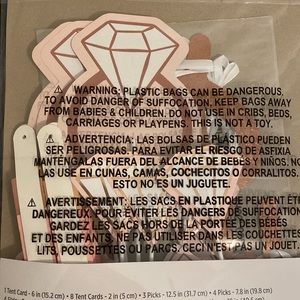 WARNING: PLASTIC BAGS CAN BE DANGEROUS.
TO AVOID DANGER OF SUFFOCATION, KEEP BAGS AWAY
FROM BABIES & CHILDREN. DO NOT USE IN CRIBS, BEDS,
CARRIAGES OR PLAYPENS. THIS IS NOT A TOY.
ADVERTENCIA: LAS BOLSAS DE PLÁSTICO PUEDEN
SER PELIGROSAS. PARA EVITAR EL RIESGO DE ASFIXIA
MANTÉNGALAS FUERA DEL ALCANCE DE BEBÉS Y NIÑOS. NO
LAS USE EN CUNAS, CAMAS, COCHECITOS O CORRALITOS.
ESTO NO ES UN JUGUETE.
AVERTISSEMENT: LES SACS EN PLASTIQUE PEUVENT ÊT
DANGEREUX. POUR ÉVITER LES DANGERS DE SUFFOCATION
GARDEZ LES SACS HORS DE LA PORTÉE DES BÉBÉS
ET DES ENFANTS. NE PAS UTILISER DANS LES COUCHETTES
LITS, POUSSETTES OU PARCS. CECI N'EST PAS UN JOUET.
1 Tent Card - 6 in (15.2 cm) • 8 Tent Cards - 2 in (5 cm) • 3 Picks - 12.5 in (31.7 cm) • 4 Picks - 7.8 in (19.8 cm)